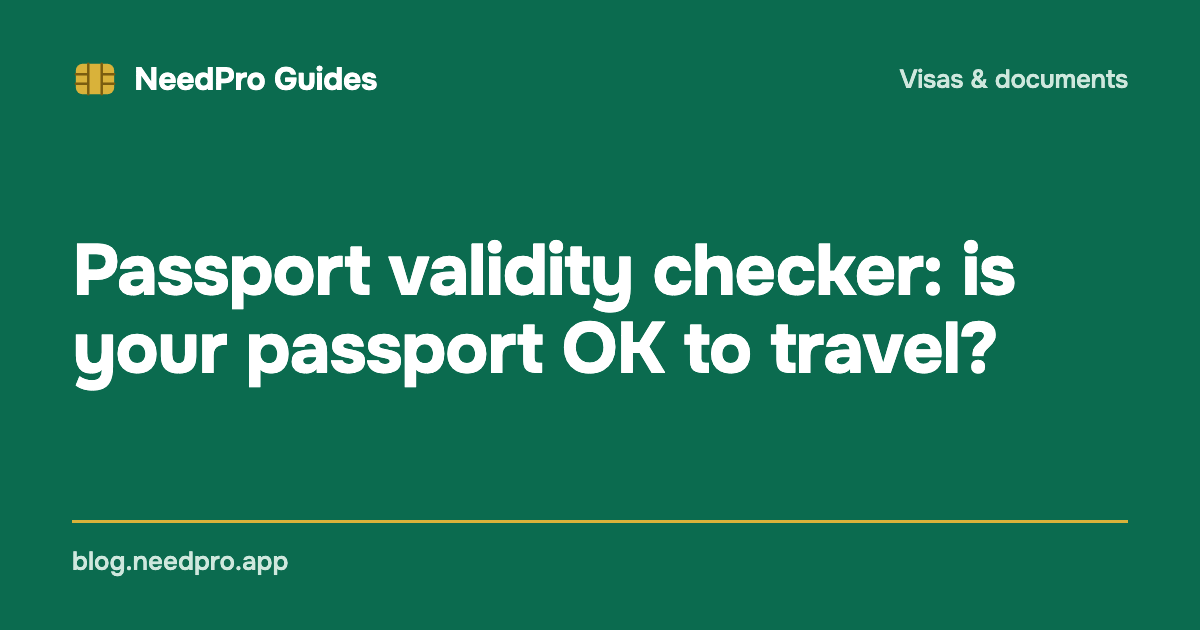 NeedPro Guides
Visas & documents
Passport validity checker: is
your passport OK to travel?
blog.needpro.app